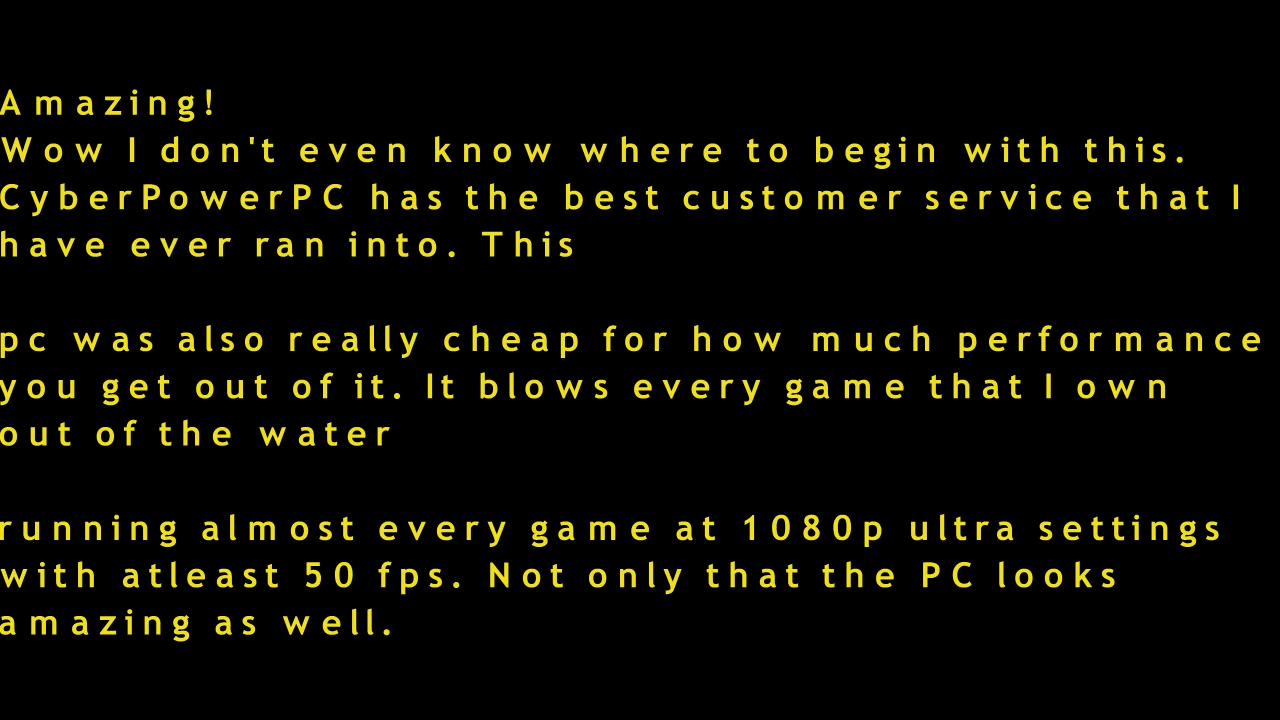 Amazing!
Wow I don't even know where to begin with this.
CyberPowerPC has the best customer service that I
have ever ran into. This
pc was also really cheap for how much performance
you get out of it. It blows every game that I own
out of the water
running almost every game at 1080p ultra settings
with atleast 50 fps. Not only that the PC looks
amazing as well.